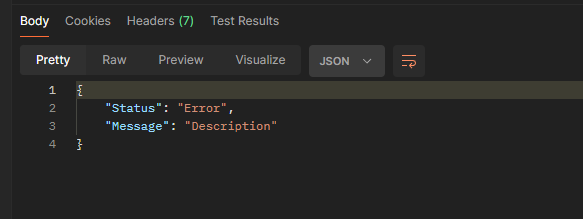 Body Cookies Headers (7) Test Results
Pretty Raw Preview Visualize JSON
1 {
2 "Status": "Error",
3 "Message": "Description"
4 }